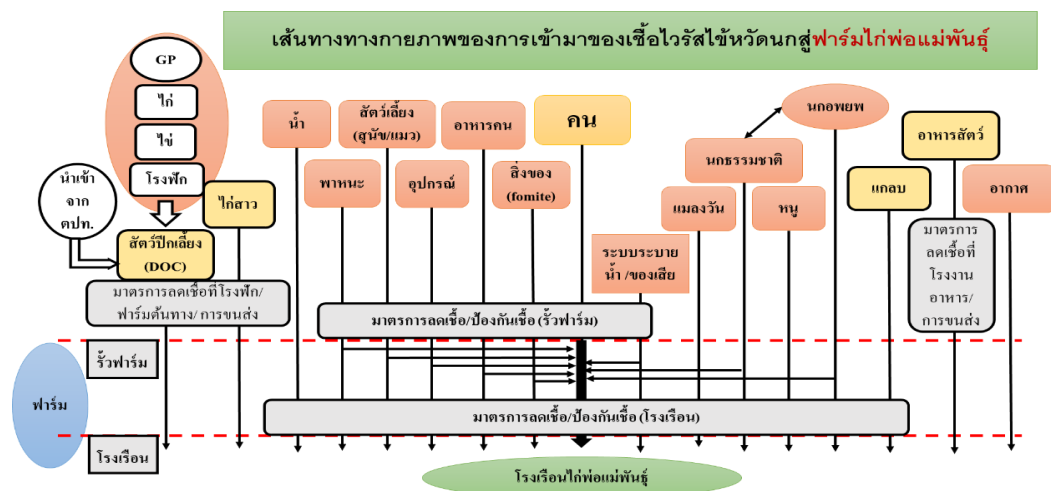 เส้นทางทางกายภาพของการเข้ามาของเชื้อไวรัสไข้หวัดนกสู่ฟาร์มไก่พ่อแม่พันธุ์
GP
ไก่
ไข่
โรงฟัก
นำเข้า
จาก
ตปท.
ไก่สาว
สัตว์ปีกเลี้ยง
(DOC)
มาตรการลดเชื้อที่โรงฟัก/
ฟาร์มต้นทาง/ การขนส่ง
น้ำ
พาหนะ
สัตว์เลี้ยง
(สุนัข/แมว)
อุปกรณ์
อาหารคน
สิ่งของ
(fomite)
คน
ระบบระบาย
น้ำ /ของเสีย
แมลงวัน
นกธรรมชาติ
หนู
นกอพยพ
แกลบ
อาหารสัตว์
มาตรการ
ลดเชื้อที่
โรงงาน
อาหาร/
การขนส่ง
อากาศ
มาตรการลดเชื้อ/ป้องกันเชื้อ (รั้วฟาร์ม)
รั้วฟาร์ม
ฟาร์ม
มาตรการลดเชื้อ/ป้องกันเชื้อ (โรงเรือน)
โรงเรือน
โรงเรือนไก่พ่อแม่พันธุ์